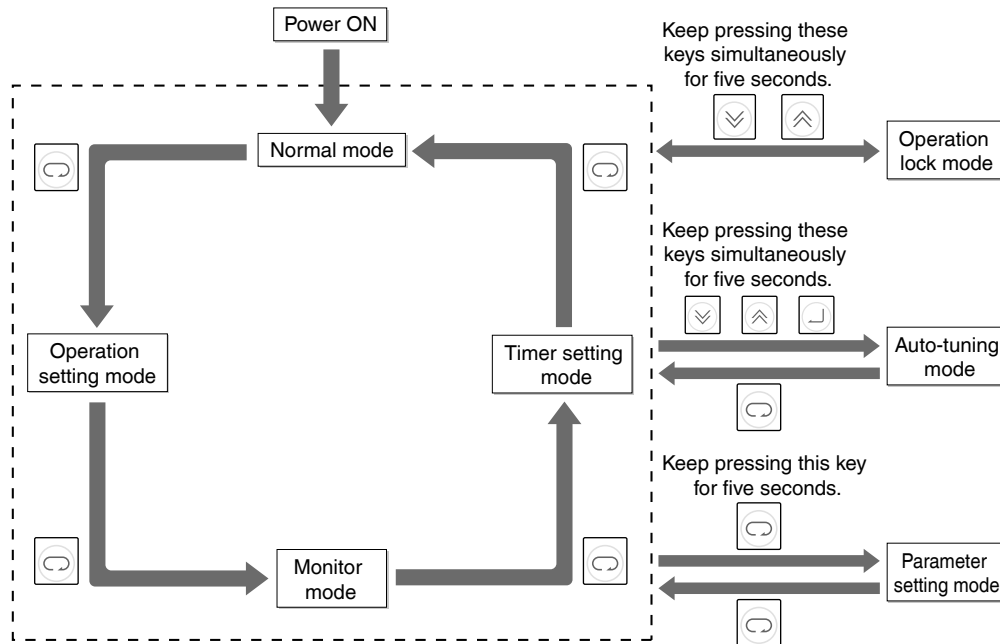 Power ON
Normal mode
Operation
setting mode
Monitor
mode
Timer setting
mode
Keep pressing these
keys simultaneously
for five seconds.
Operation
lock mode
Keep pressing these
keys simultaneously
for five seconds.
Auto-tuning
mode
Keep pressing this key
for five seconds.
Parameter
setting mode